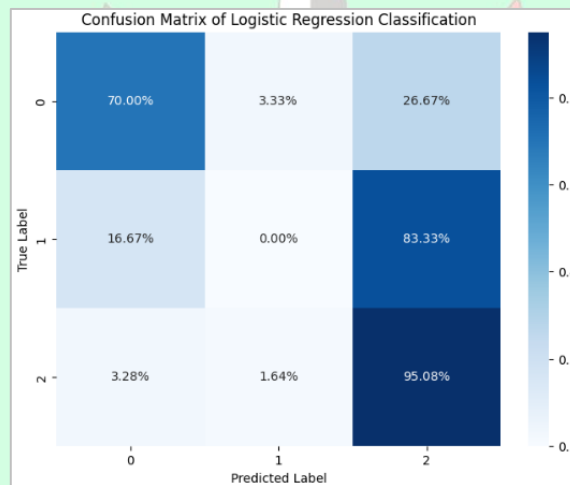 Confusion Matrix of Logistic Regression Classification
0 70.00% 3.33% 26.67%
True Label
1 16.67% 0.00% 83.33%
2 3.28% 1.64% 95.08%
0 1 2
Predicted Label